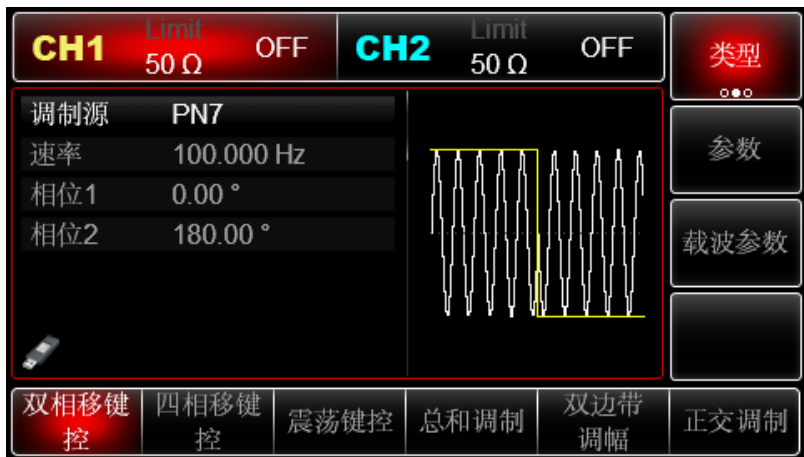 CH1 Limit 50 Ω OFF CH2 Limit 50 Ω OFF 类型
调制源 PN7
速率 100.000 Hz
相位1 0.00 °
相位2 180.00 °
参数
载波参数
双相移键控
四相移键控
震荡键控
总和调制
双边带调幅
正交调制